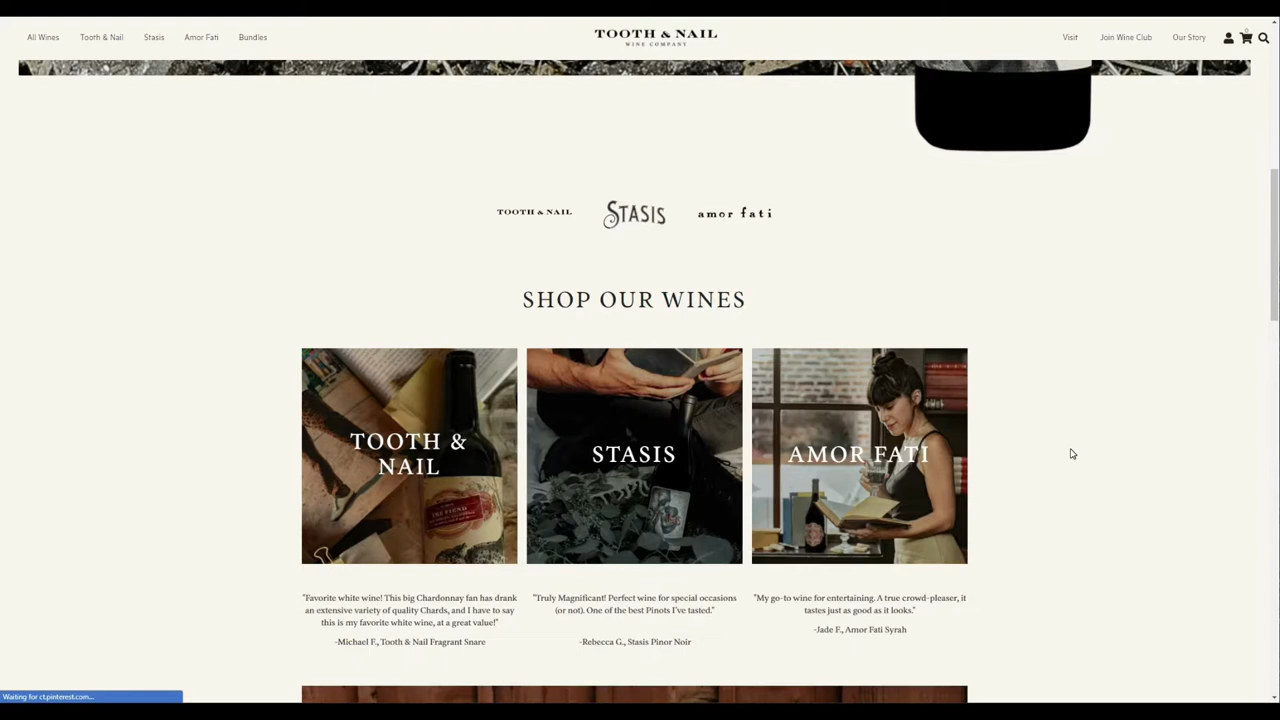 All Wines Tooth & Nail Stasis Amor Fati Bundles
TOOTH & NAIL
WINE COMPANY
Visit Join Wine Club Our Story
TOOTH & NAIL STASIS amor fati
SHOP OUR WINES
TOOTH &
NAIL
THE FIEND
STASIS
AMOR FATI
"Favorite white wine! This big Chardonnay fan has drank
an extensive variety of quality Chards, and I have to say
this is my favorite white wine, at a great value!"
-Michael F., Tooth & Nail Fragrant Snare
"Truly Magnificant! Perfect wine for special occasions
(or not). One of the best Pinots I've tasted."
-Rebecca G., Stasis Pinor Noir
"My go-to wine for entertaining. A true crowd-pleaser, it
tastes just as good as it looks."
-Jade F., Amor Fati Syrah
Waiting for ct.pinterest.com...